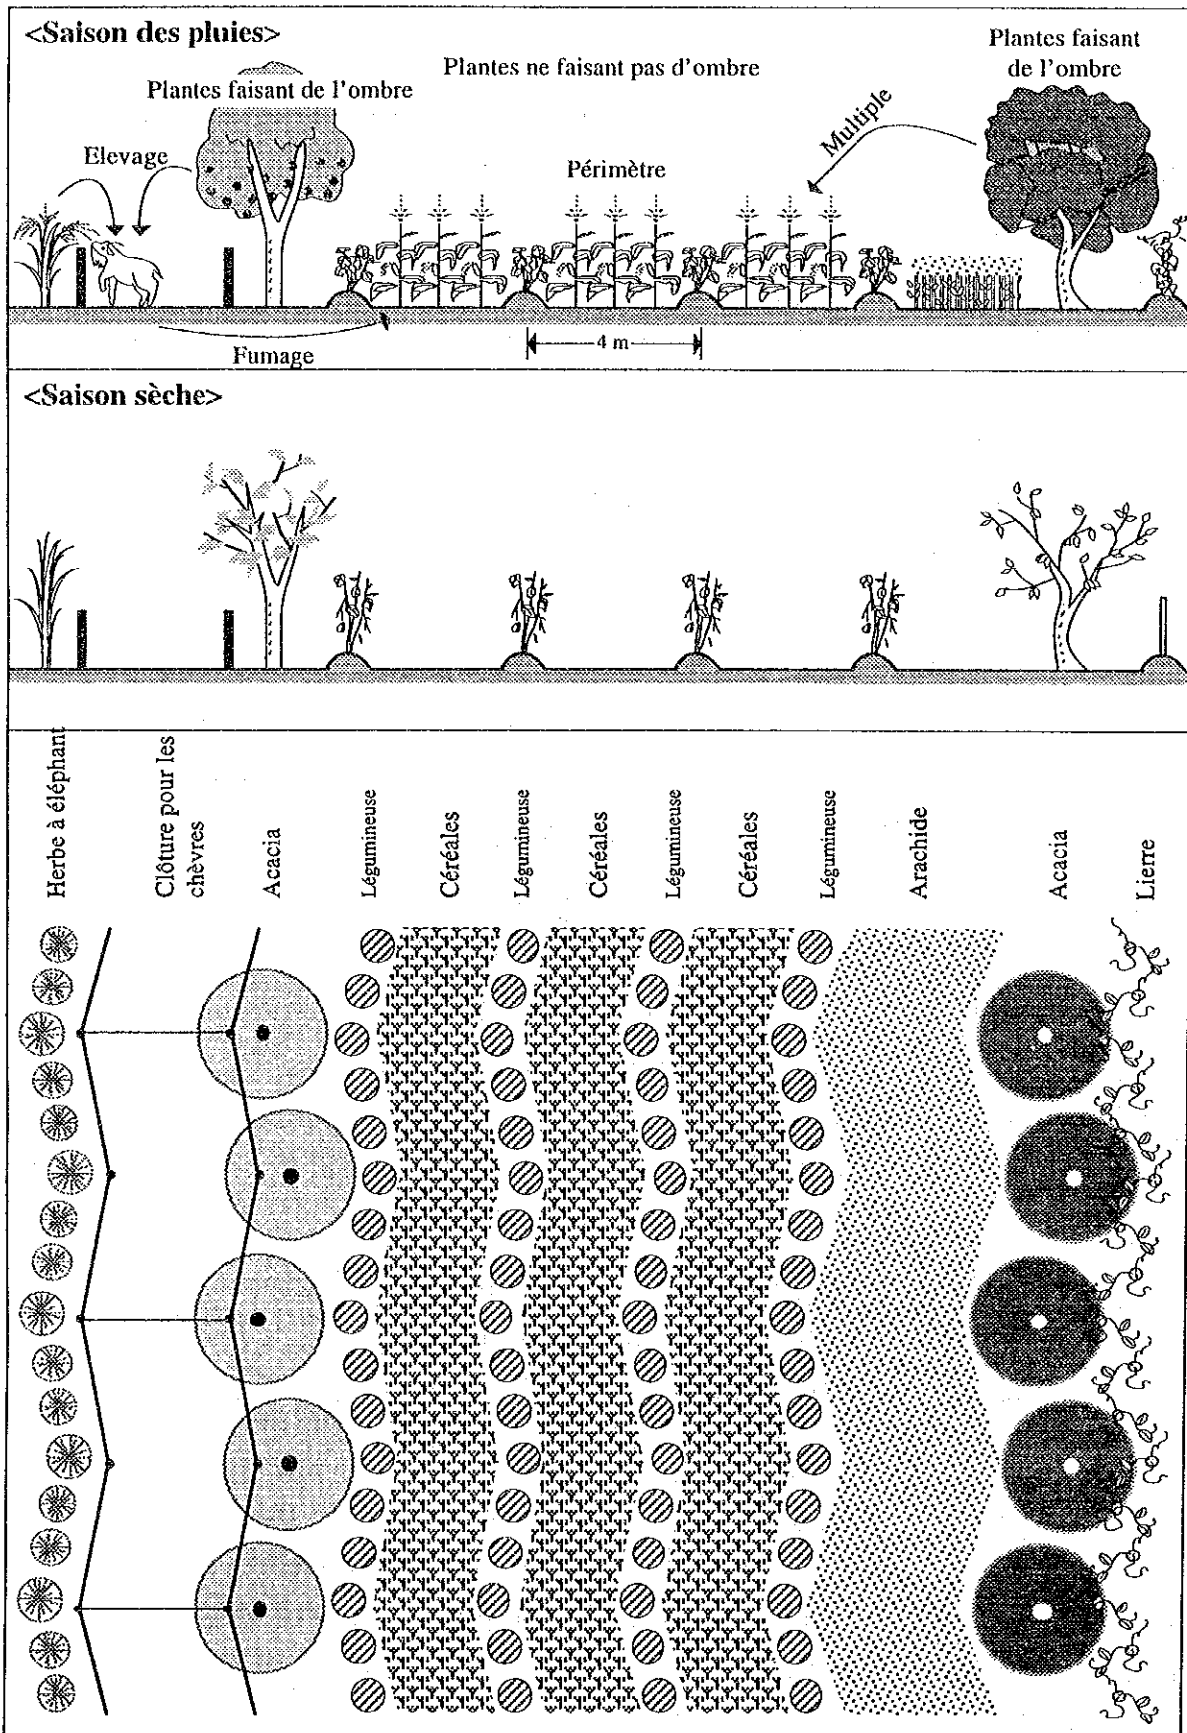 <Saison des pluies>
Plantes faisant de l'ombre
Plantes ne faisant pas d'ombre
Plantes faisant
de l'ombre
Elevage
Multiple
Périmètre
4 m
Fumage
<Saison sèche>
Herbe à éléphant
Clôture pour les
chèvres
Acacia
Légumineuse
Céréales
Légumineuse
Céréales
Légumineuse
Céréales
Légumineuse
Arachide
Acacia
Lierre